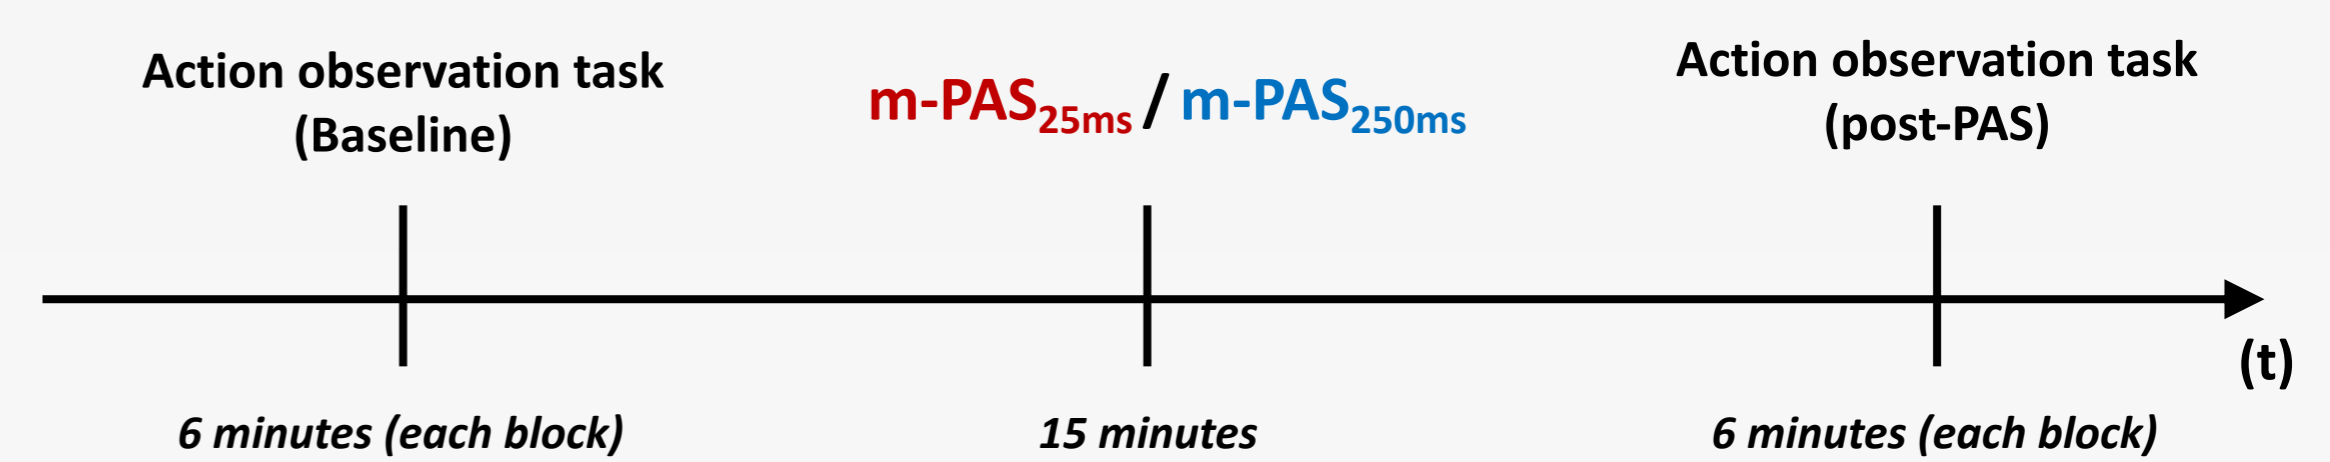 Action observation task
(Baseline)
m-PAS25ms / m-PAS250ms
Action observation task
(post-PAS)
(t)
6 minutes (each block)
15 minutes
6 minutes (each block)